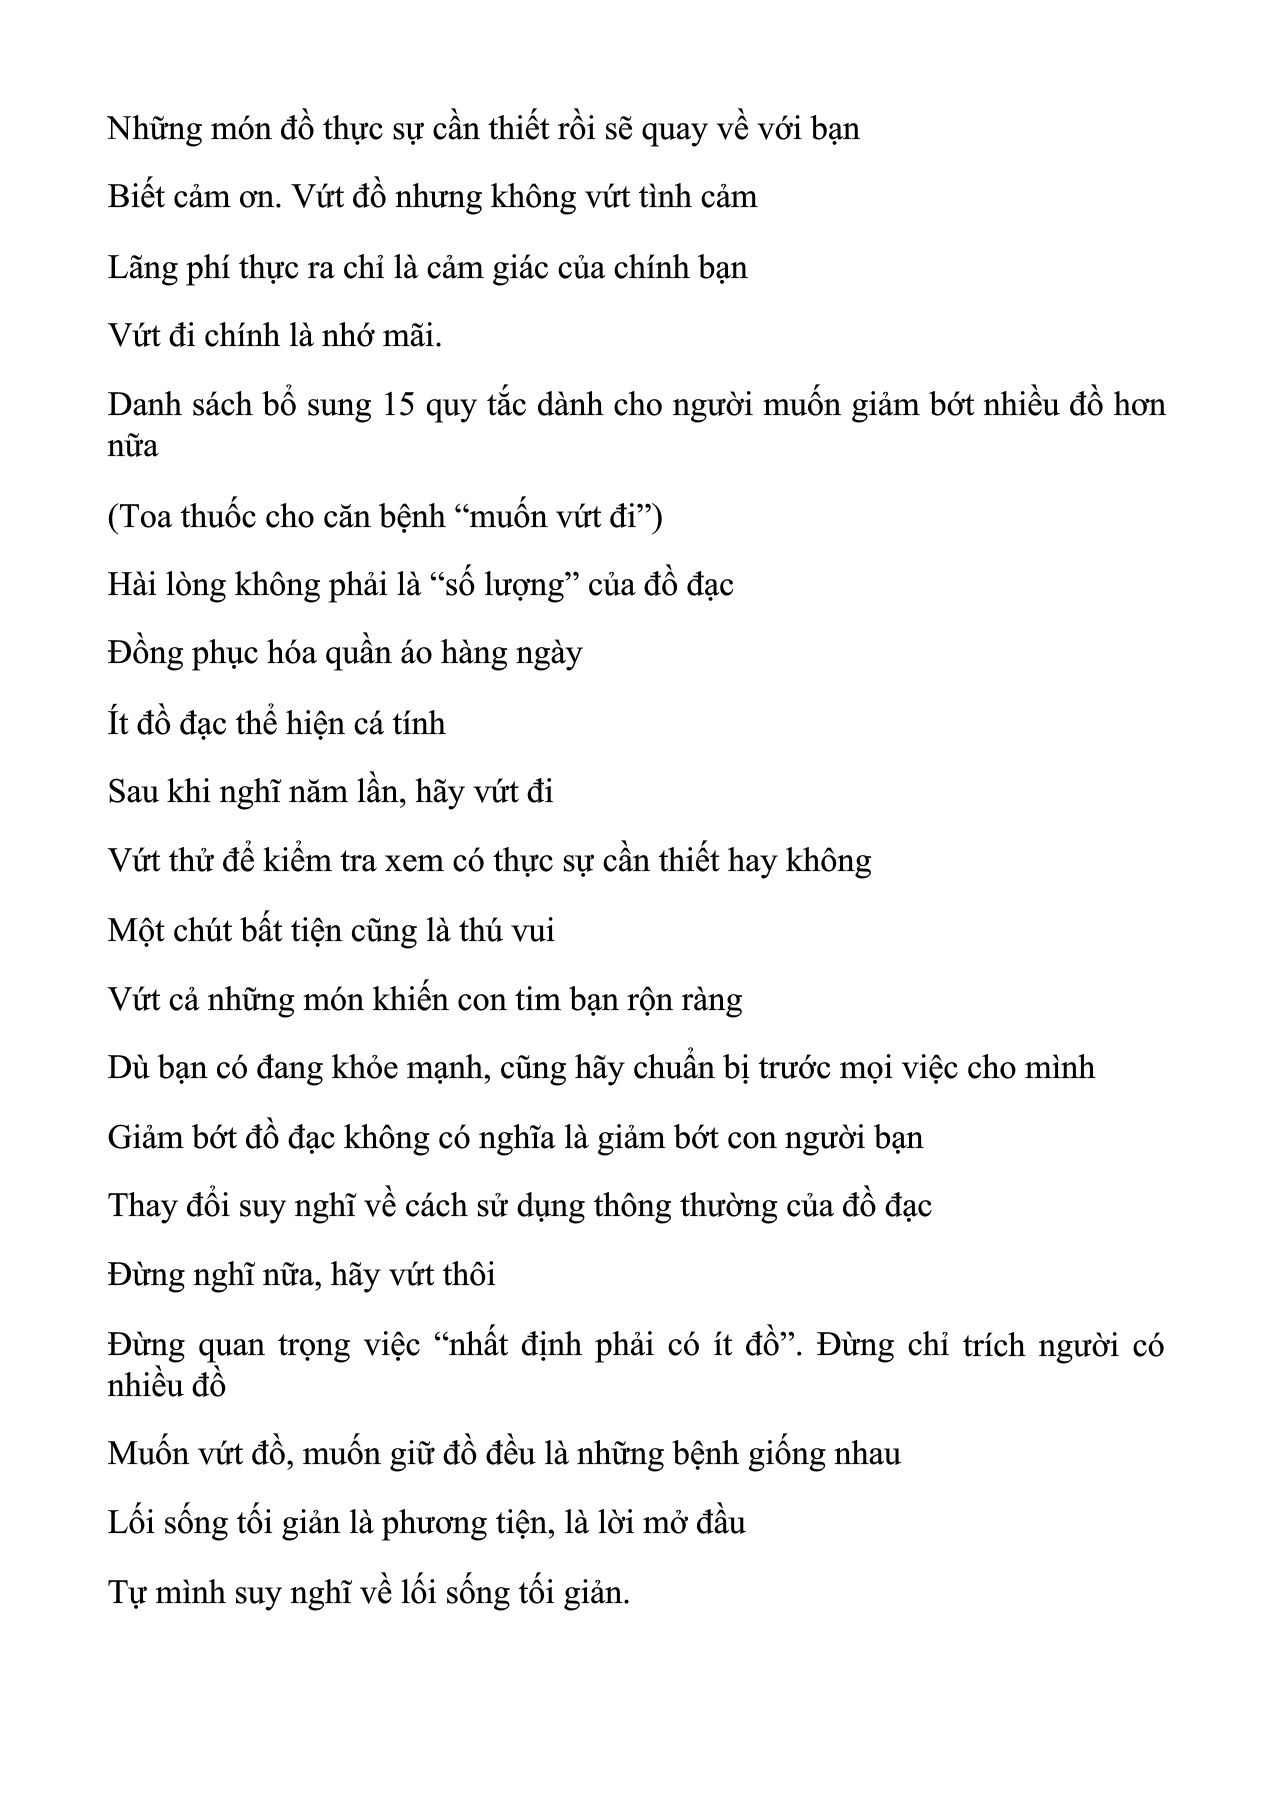 Những món đồ thực sự cần thiết rồi sẽ quay về với bạn
Biết cảm ơn. Vứt đồ nhưng không vứt tình cảm
Lãng phí thực ra chỉ là cảm giác của chính bạn
Vứt đi chính là nhớ mãi.
Danh sách bổ sung 15 quy tắc dành cho người muốn giảm bớt nhiều đồ hơn
nữa
(Toa thuốc cho căn bệnh “muốn vứt đi”)
Hài lòng không phải là “số lượng” của đồ đạc
Đồng phục hóa quần áo hàng ngày
Ít đồ đạc thể hiện cá tính
Sau khi nghĩ năm lần, hãy vứt đi
Vứt thử để kiểm tra xem có thực sự cần thiết hay không
Một chút bất tiện cũng là thú vui
Vứt cả những món khiến con tim bạn rộn ràng
Dù bạn có đang khỏe mạnh, cũng hãy chuẩn bị trước mọi việc cho mình
Giảm bớt đồ đạc không có nghĩa là giảm bớt con người bạn
Thay đổi suy nghĩ về cách sử dụng thông thường của đồ đạc
Đừng nghĩ nữa, hãy vứt thôi
Đừng quan trọng việc “nhất định phải có ít đồ”. Đừng chỉ trích người có
nhiều đồ
Muốn vứt đồ, muốn giữ đồ đều là những bệnh giống nhau
Lối sống tối giản là phương tiện, là lời mở đầu
Tự mình suy nghĩ về lối sống tối giản.